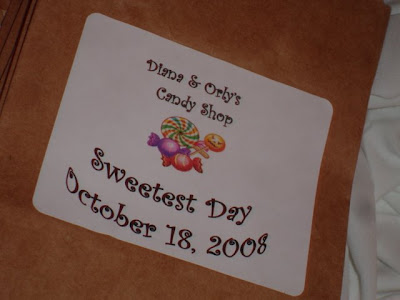 Diana & Orly's
Candy Shop
Sweetest Day
October 18, 2008